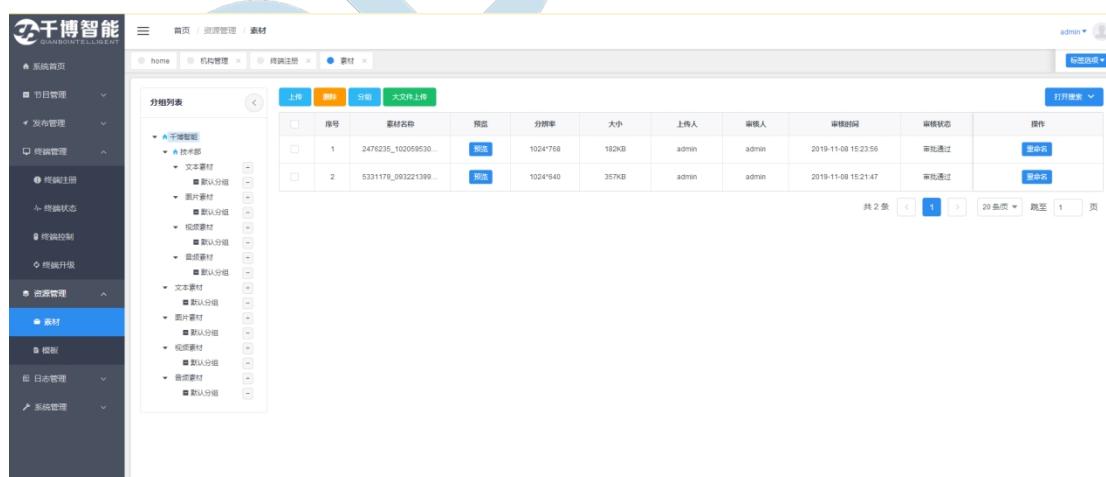 千博智能
QIANBOINTELLIGENT
首页 / 资源管理 / 素材
admin
home
机构管理 ×
终端注册 ×
素材 ×
标签选项
系统首页
节目管理
发布管理
终端管理
终端注册
终端状态
终端控制
终端升级
资源管理
素材
模板
日志管理
系统管理
分组列表
千博智能
技术部
文本素材
默认分组
图片素材
默认分组
视频素材
默认分组
音频素材
默认分组
文本素材
默认分组
图片素材
默认分组
视频素材
默认分组
音频素材
默认分组
上传 删除 分组 大文件上传 打开搜索
序号 素材名称 预览 分辨率 大小 上传人 审核人 审核时间 审核状态 操作
1 2476235_102059530... 预览 1024*768 182KB admin admin 2019-11-08 15:23:56 审批通过 重命名
2 5331179_093221399... 预览 1024*640 357KB admin admin 2019-11-08 15:21:47 审批通过 重命名
共 2 条 < 1 > 20 条/页 跳至 1 页